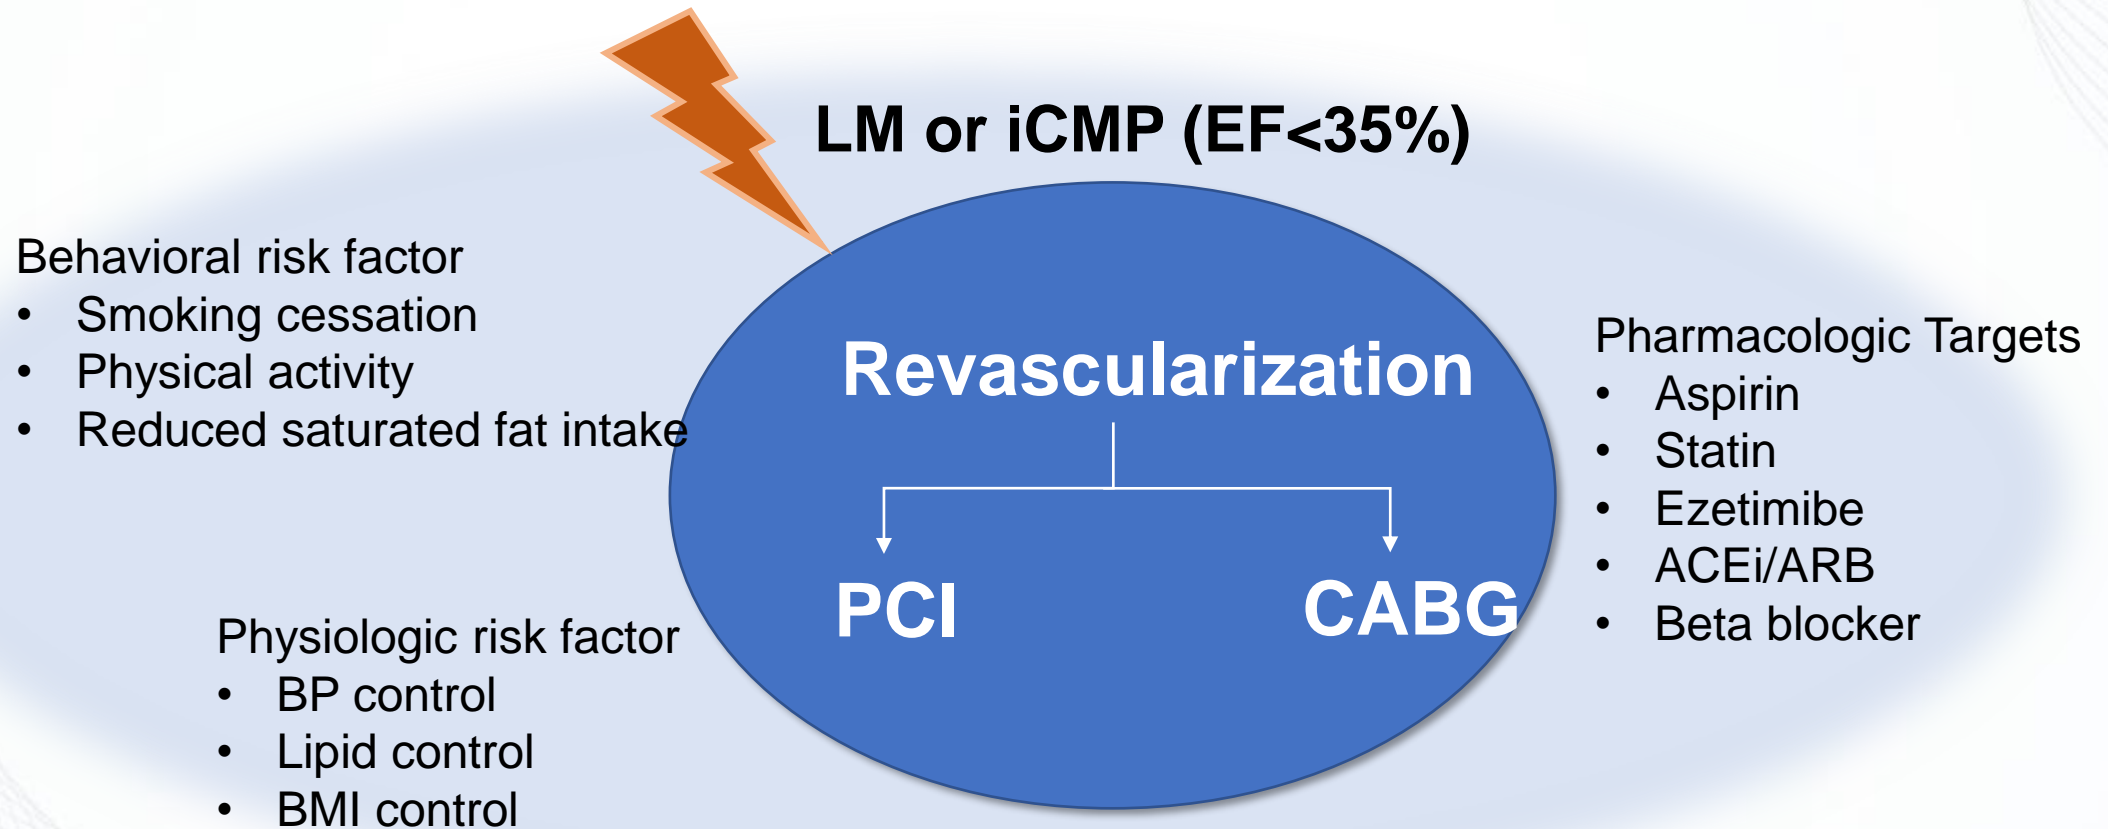 LM or iCMP (EF<35%)
Behavioral risk factor
• Smoking cessation
• Physical activity
• Reduced saturated fat intake
Revascularization
PCI
CABG
Pharmacologic Targets
• Aspirin
• Statin
• Ezetimibe
• ACEi/ARB
• Beta blocker
Physiologic risk factor
• BP control
• Lipid control
• BMI control